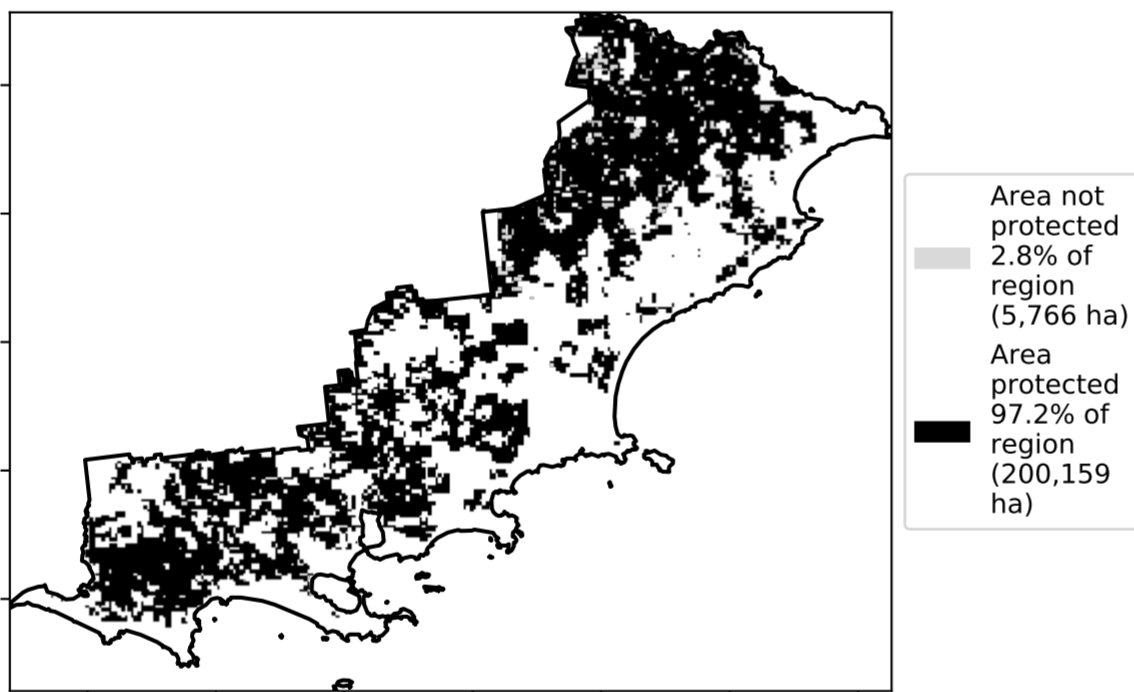 Area not
protected
2.8% of
region
(5,766 ha)
Area
protected
97.2% of
region
(200,159
ha)